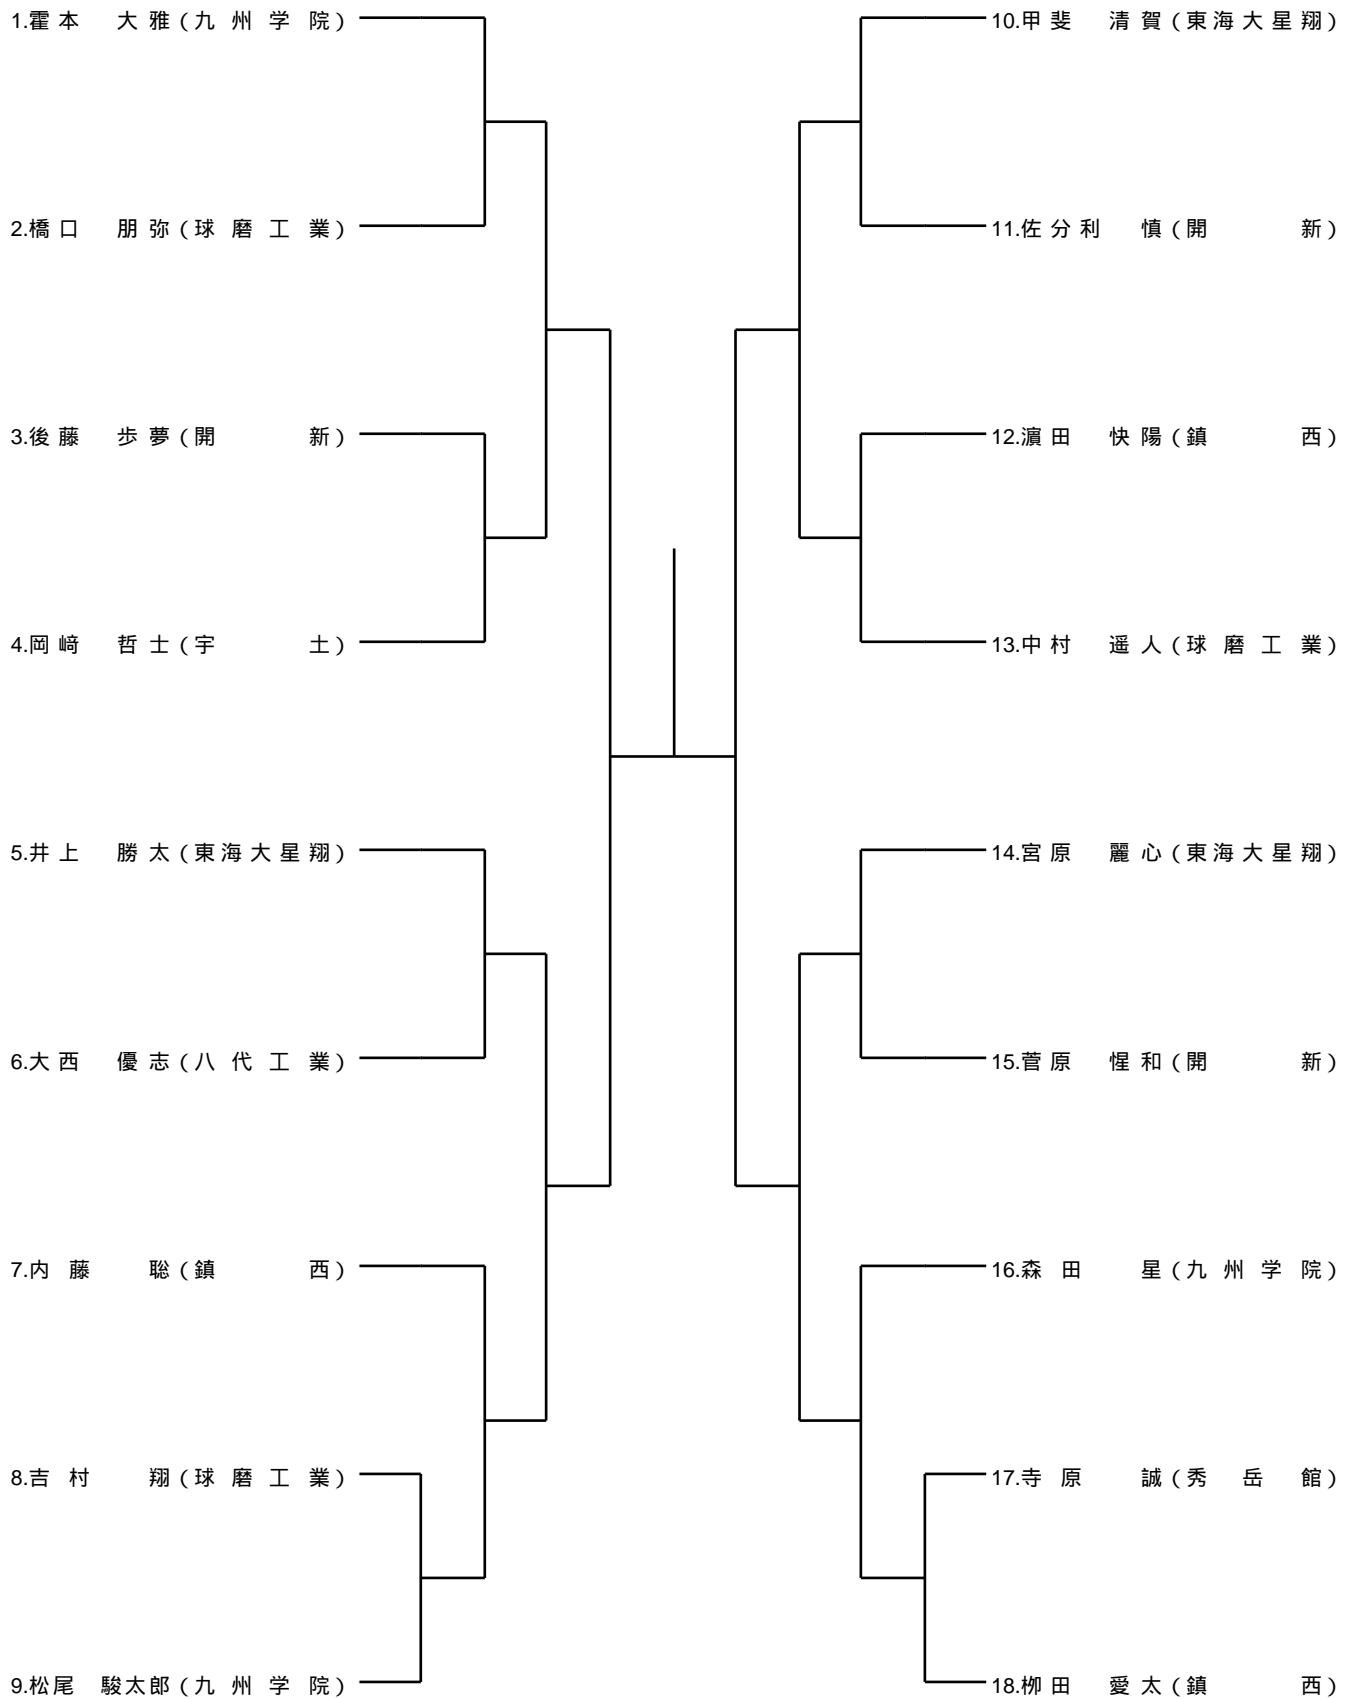 1.霍本 大雅(九州学院)
2.橋口 朋弥(球磨工業)
3.後藤 歩夢(開新)
4.岡﨑 哲士(宇土)
5.井上 勝太(東海大星翔)
6.大西 優志(八代工業)
7.内藤 聡(鎮西)
8.吉村 翔(球磨工業)
9.松尾 駿太郎(九州学院)
10.甲斐 清賀(東海大星翔)
11.佐分利 慎(開新)
12.濵田 快陽(鎮西)
13.中村 遥人(球磨工業)
14.宮原 麗心(東海大星翔)
15.菅原 惺和(開新)
16.森田 星(九州学院)
17.寺原 誠(秀岳館)
18.栁田 愛太(鎮西)